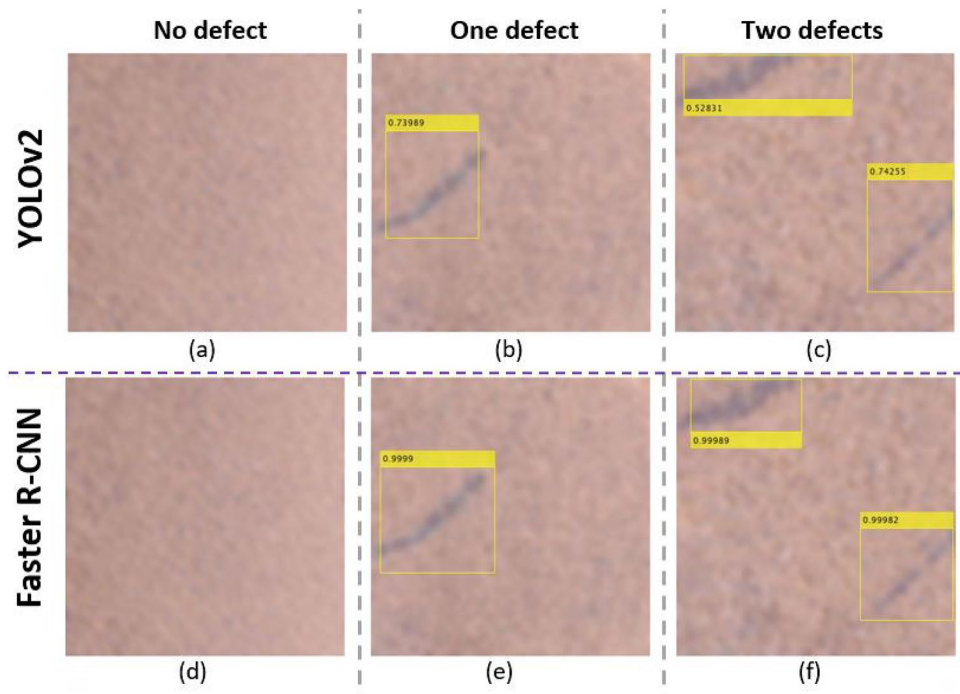 No defect
One defect
Two defects
YOLOv2
0.73989
0.52831
0.74255
(a)
(b)
(c)
Faster R-CNN
0.9999
0.99989
0.99982
(d)
(e)
(f)